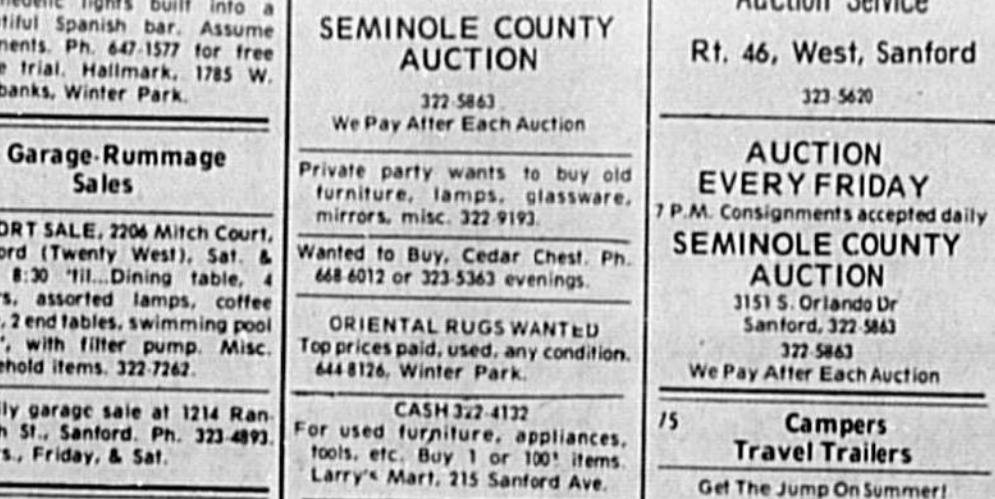 lights built into a
tiful Spanish bar. Assume
ments. Ph. 647-1577 for free
e trial. Hallmark, 1785 W.
banks, Winter Park.
Garage-Rummage
Sales
ORT SALE, 2206 Mitch Court,
ord (Twenty West), Sat. &
8:30 'til...Dining table, 4
rs, assorted lamps, coffee
, 2 end tables, swimming pool
', with filter pump. Misc.
ehold items. 322-7262.
ily garage sale at 1214 Ran-
h St., Sanford. Ph. 323-4893.
s., Friday, & Sat.
SEMINOLE COUNTY
AUCTION
322-5863
We Pay After Each Auction
Private party wants to buy old
furniture, lamps, glassware,
mirrors, misc. 322-9193.
Wanted to Buy, Cedar Chest. Ph.
668-6012 or 323-5363 evenings.
ORIENTAL RUGS WANTED
Top prices paid, used, any condition.
644-8126, Winter Park.
CASH 322-4132
For used furniture, appliances,
tools, etc. Buy 1 or 1001 items.
Larry's Mart, 215 Sanford Ave.
Auction Service
Rt. 46, West, Sanford
323-5620
AUCTION
EVERY FRIDAY
7 P.M. Consignments accepted daily
SEMINOLE COUNTY
AUCTION
3151 S. Orlando Dr
Sanford, 322-5863
322-5863
We Pay After Each Auction
75 Campers
Travel Trailers
Get The Jump On Summer!